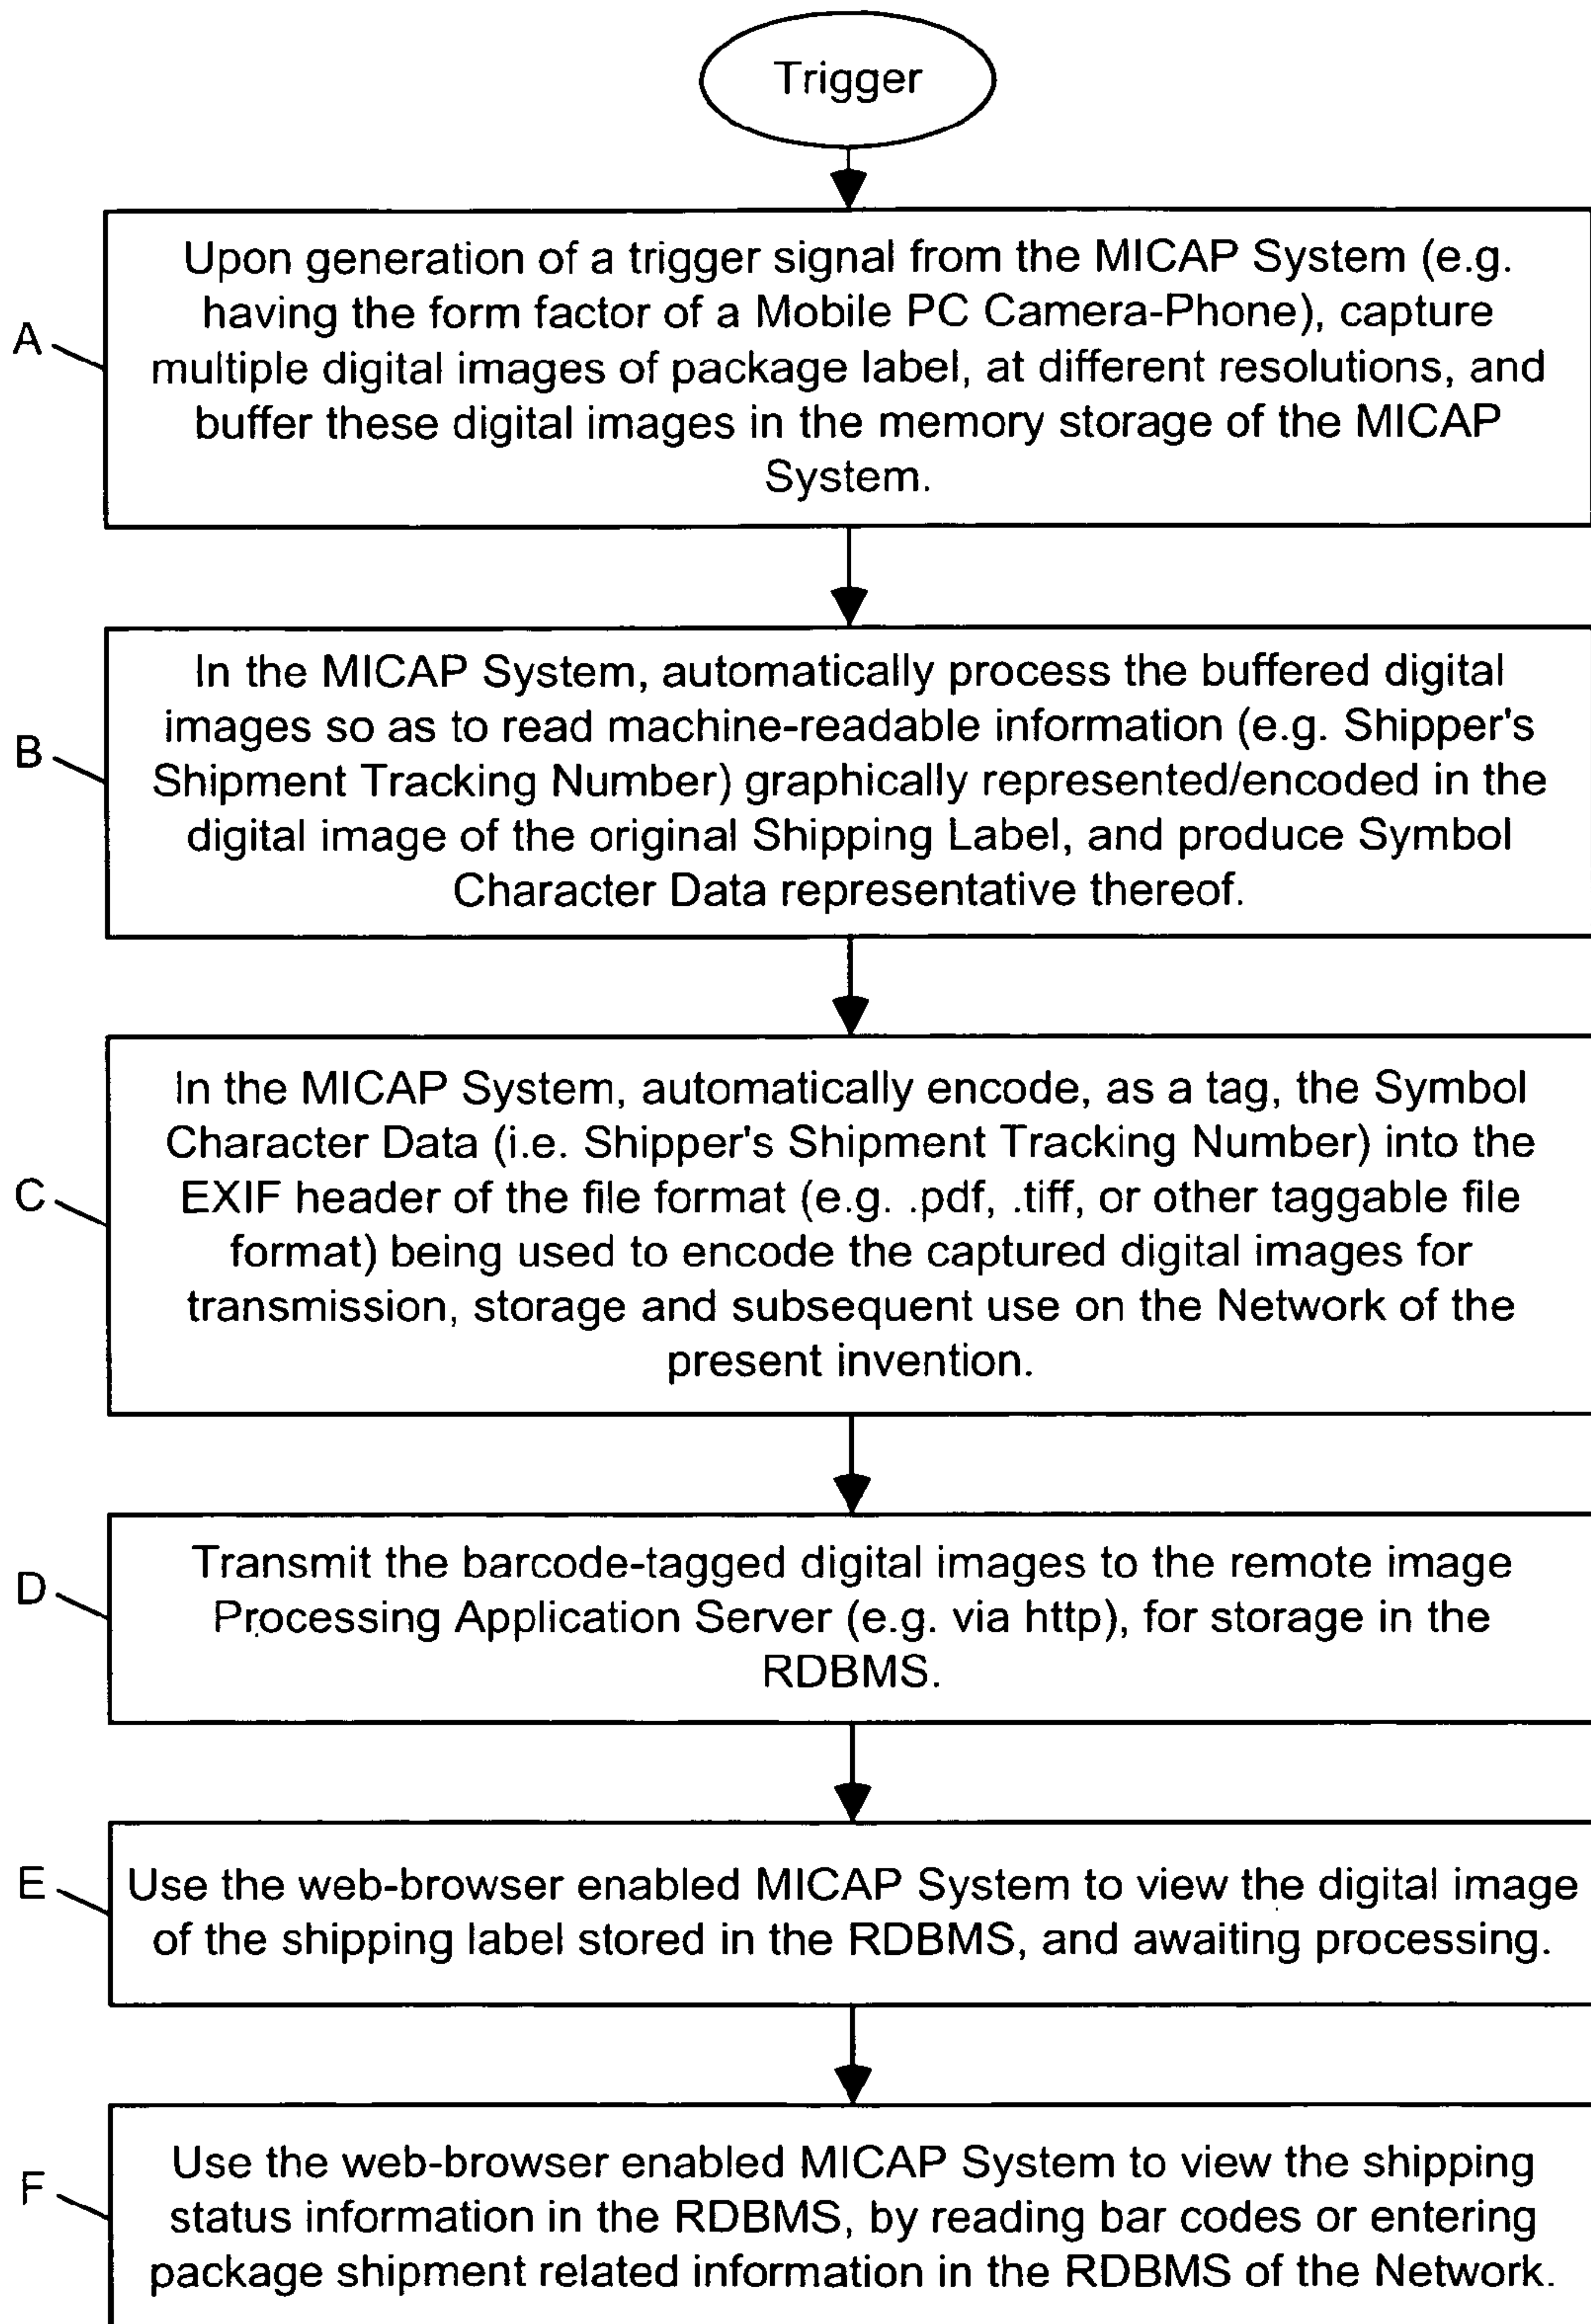 Trigger
A
Upon generation of a trigger signal from the MICAP System (e.g.
having the form factor of a Mobile PC Camera-Phone), capture
multiple digital images of package label, at different resolutions, and
buffer these digital images in the memory storage of the MICAP
System.
B
In the MICAP System, automatically process the buffered digital
images so as to read machine-readable information (e.g. Shipper's
Shipment Tracking Number) graphically represented/encoded in the
digital image of the original Shipping Label, and produce Symbol
Character Data representative thereof.
C
In the MICAP System, automatically encode, as a tag, the Symbol
Character Data (i.e. Shipper's Shipment Tracking Number) into the
EXIF header of the file format (e.g. .pdf, .tiff, or other taggable file
format) being used to encode the captured digital images for
transmission, storage and subsequent use on the Network of the
present invention.
D
Transmit the barcode-tagged digital images to the remote image
Processing Application Server (e.g. via http), for storage in the
RDBMS.
E
Use the web-browser enabled MICAP System to view the digital image
of the shipping label stored in the RDBMS, and awaiting processing.
F
Use the web-browser enabled MICAP System to view the shipping
status information in the RDBMS, by reading bar codes or entering
package shipment related information in the RDBMS of the Network.